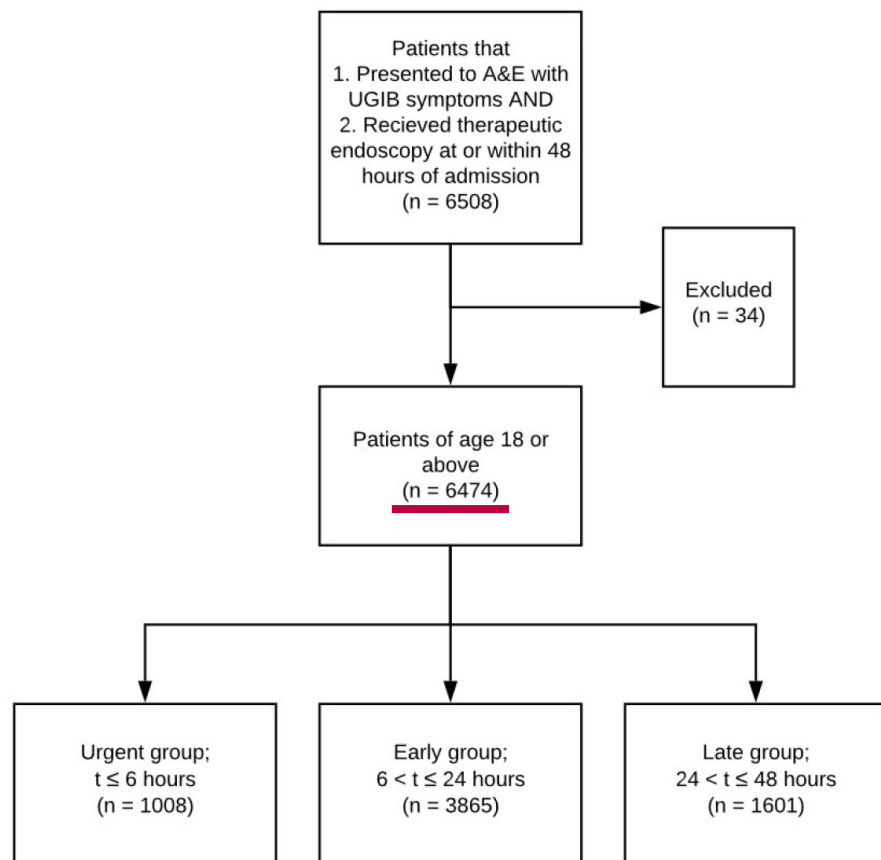 Patients that
1. Presented to A&E with
UGIB symptoms AND
2. Recieved therapeutic
endoscopy at or within 48
hours of admission
(n = 6508)
Excluded
(n = 34)
Patients of age 18 or
above
(n = 6474)
Urgent group;
t ≤ 6 hours
(n = 1008)
Early group;
6 < t ≤ 24 hours
(n = 3865)
Late group;
24 < t ≤ 48 hours
(n = 1601)